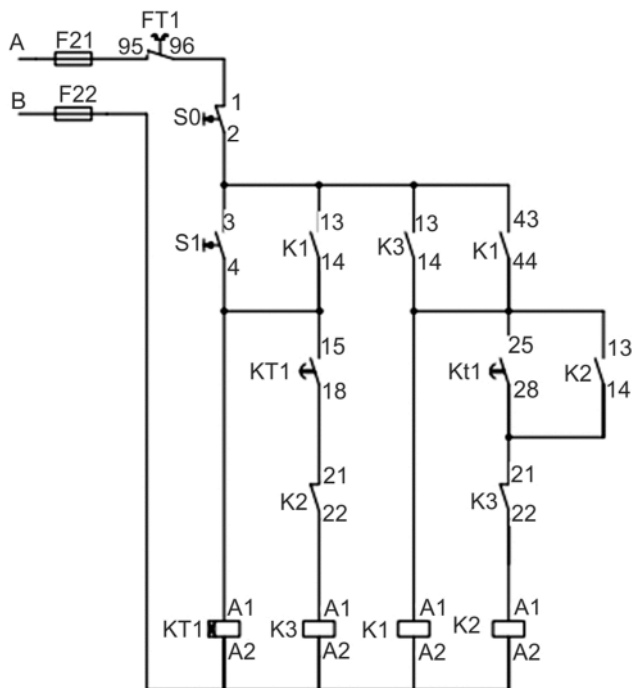 FT1
A F21 95 96
B F22
S0 1
2
3 13 13 43
S1 K1 K3 K1
4 14 14 44
15 25 13
KT1 Kt1 K2
18 28 14
21 21
K2 K3
22 22
A1 A1 A1 A1
KT1 K3 K1 K2
A2 A2 A2 A2